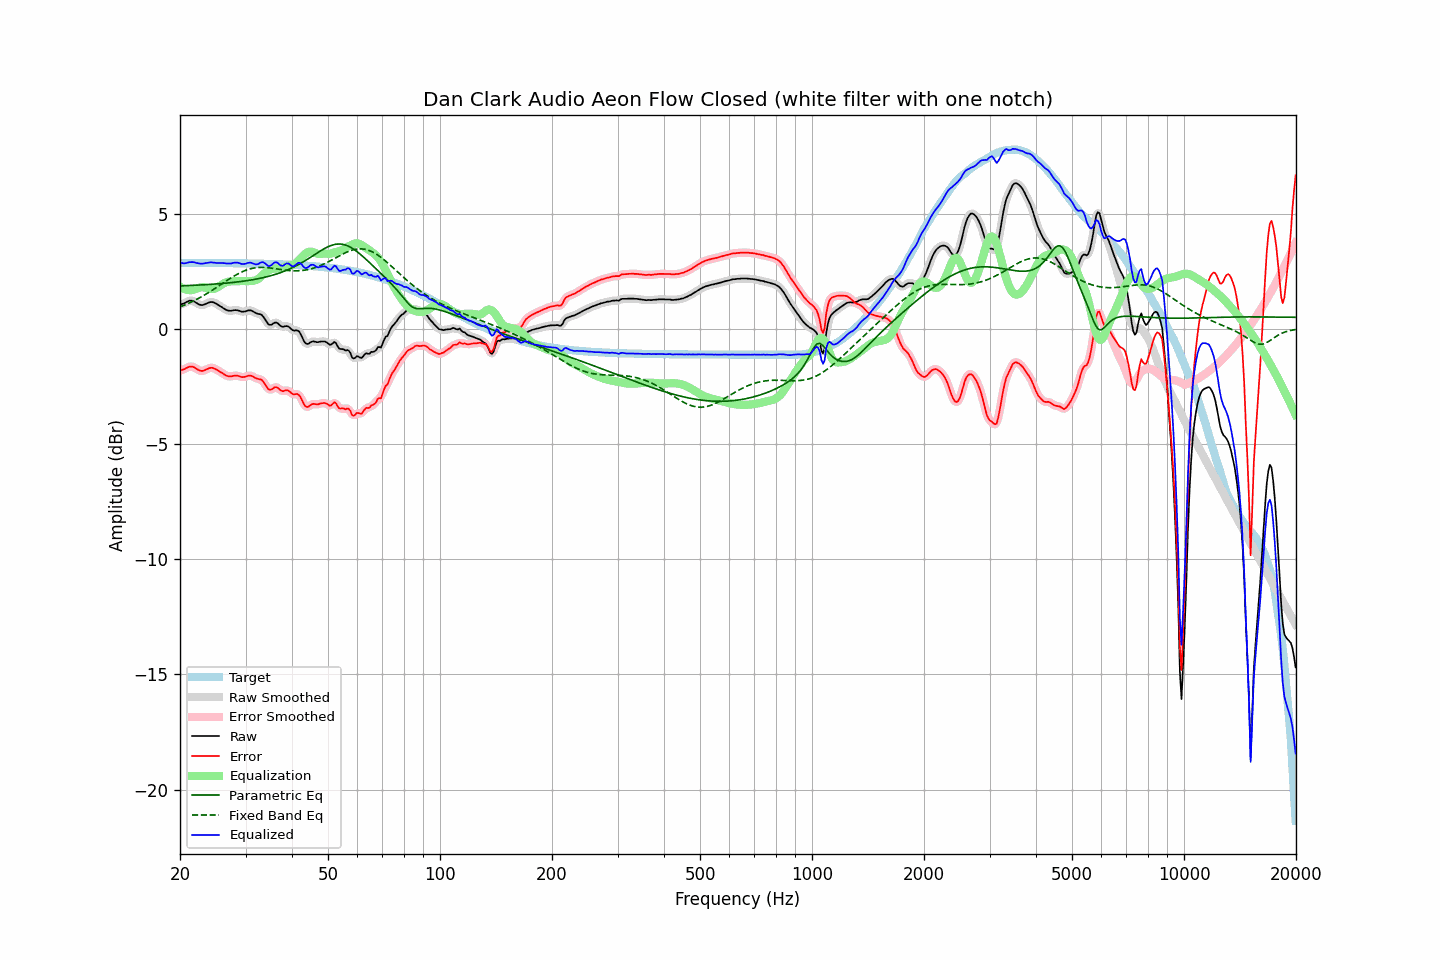 Dan Clark Audio Aeon Flow Closed (white filter with one notch)
Amplitude (dBr)
5
0
−5
−10
−15
−20
Target
Raw Smoothed
Error Smoothed
Raw
Error
Equalization
Parametric Eq
Fixed Band Eq
Equalized
20
50
100
200
500
1000
2000
5000
10000
20000
Frequency (Hz)